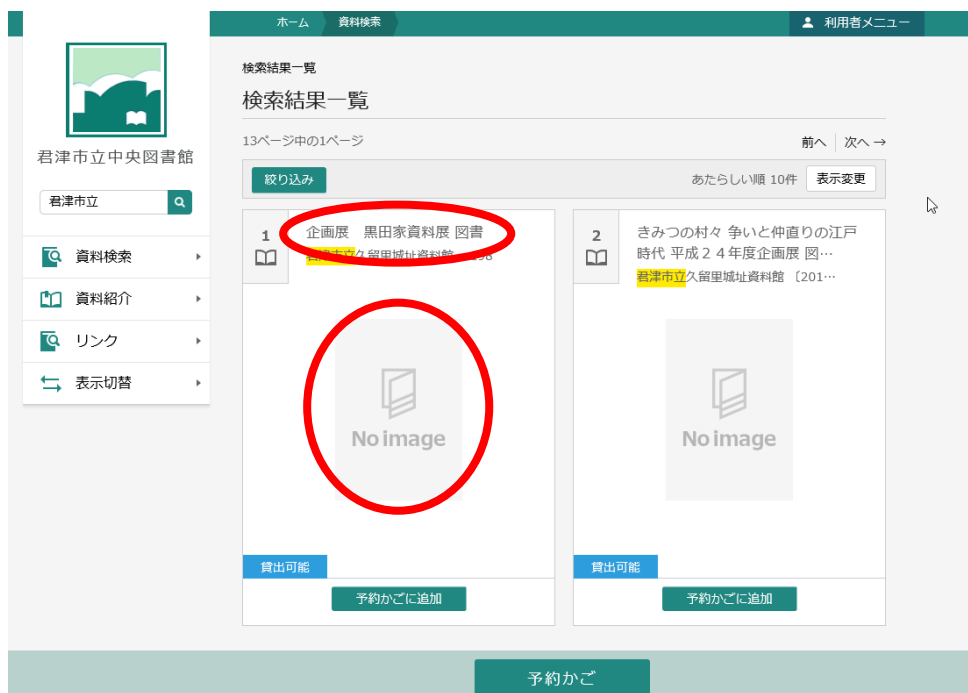 ホーム 資料検索 利用者メニュー
君津市立中央図書館
君津市立
資料検索
資料紹介
リンク
表示切替
検索結果一覧
検索結果一覧
13ページ中の1ページ
前へ 次へ →
絞り込み
あたらしい順 10件 表示変更
1
企画展 黒田家資料展 図書
久留里城址資料館
No image
貸出可能
予約かごに追加
2
きみつの村々 争いと仲直りの江戸
時代 平成24年度企画展 図…
君津市立久留里城址資料館 〔201…
No image
貸出可能
予約かごに追加
予約かご